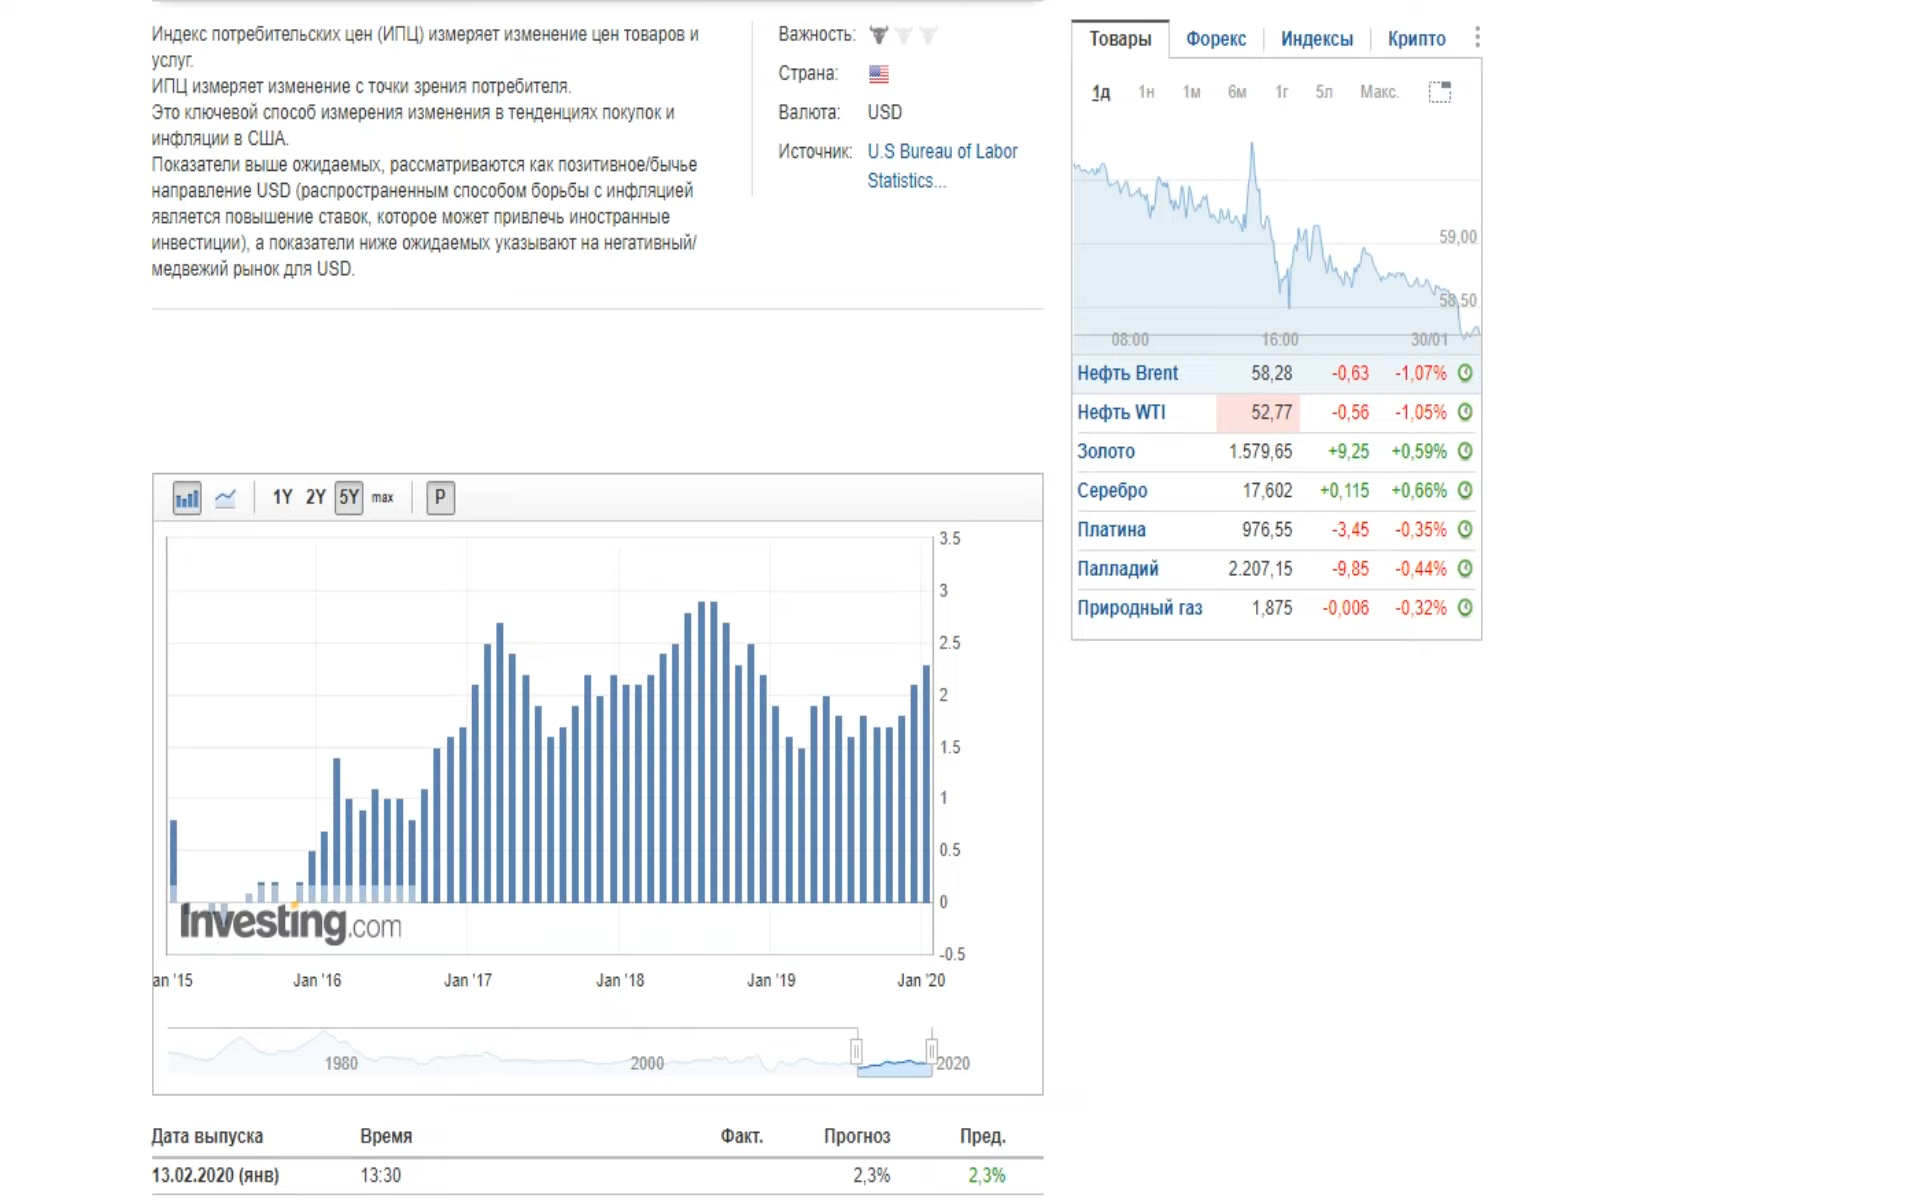 Индекс потребительских цен (ИПЦ) измеряет изменение цен товаров и
услуг.
ИПЦ измеряет изменение с точки зрения потребителя.
Это ключевой способ измерения изменения в тенденциях покупок и
инфляции в США.
Показатели выше ожидаемых, рассматриваются как позитивное/бычье
направление USD (распространенным способом борьбы с инфляцией
является повышение ставок, которое может привлечь иностранные
инвестиции), а показатели ниже ожидаемых указывают на негативный/
медвежий рынок для USD.
Важность:
Страна:
Валюта: USD
Источник: U.S Bureau of Labor
Statistics...
Товары Форекс Индексы Крипто
1д 1н 1м 6м 1г 5л Макс.
59,00
58,50
08:00 16:00 30/01
Нефть Brent 58,28 -0,63 -1,07%
Нефть WTI 52,77 -0,56 -1,05%
Золото 1.579,65 +9,25 +0,59%
Серебро 17,602 +0,115 +0,66%
Платина 976,55 -3,45 -0,35%
Палладий 2.207,15 -9,85 -0,44%
Природный газ 1,875 -0,006 -0,32%
1Y 2Y 5Y max P
3.5
3
2.5
2
1.5
1
0.5
0
-0.5
Investing.com
an '15 Jan '16 Jan '17 Jan '18 Jan '19 Jan '20
1980 2000 2020
Дата выпуска Время Факт. Прогноз Пред.
13.02.2020 (янв) 13:30 2,3% 2,3%